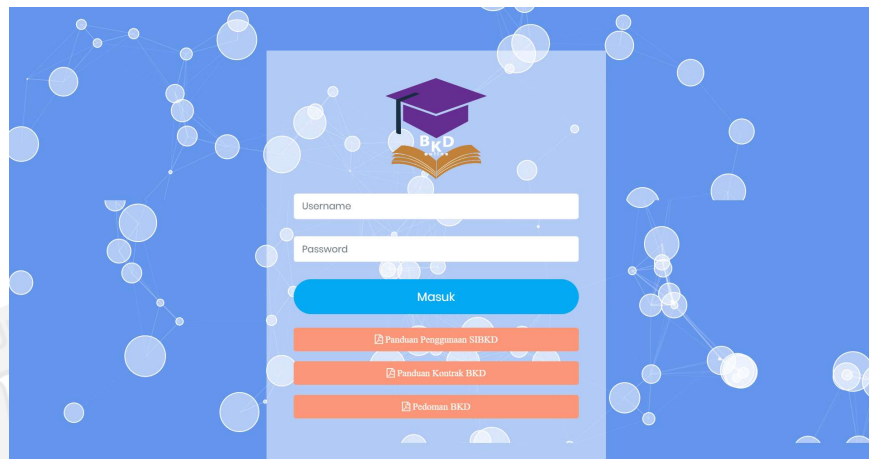 BKD
Username
Password
Masuk
Panduan Penggunaan SIBKD
Panduan Kontrak BKD
Pedoman BKD